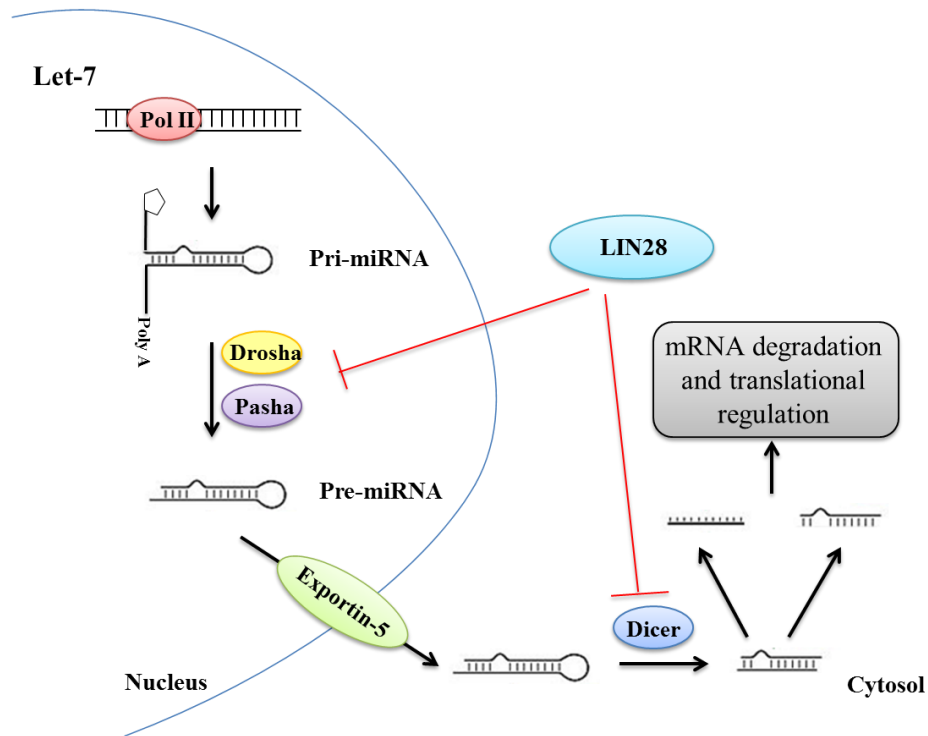 Let-7
Pol II
Pri-miRNA
Poly A
LIN28
Drosha
Pasha
mRNA degradation
and translational
regulation
Pre-miRNA
Exportin-5
Dicer
Nucleus
Cytosol